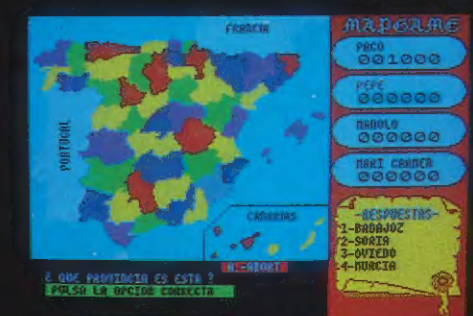 FRANCIA
PORTUGAL
CANARIAS
¿ QUE PROVINCIA ES ESTA ?
PULSA LA OPCION CORRECTA
MAPGAME
PACO
001000
PEPE
000000
MANOLO
000000
MARI CARMEN
000000
-RESPUESTAS-
1-BADAJOZ
2-SORIA
3-OVIEDO
4-MURCIA